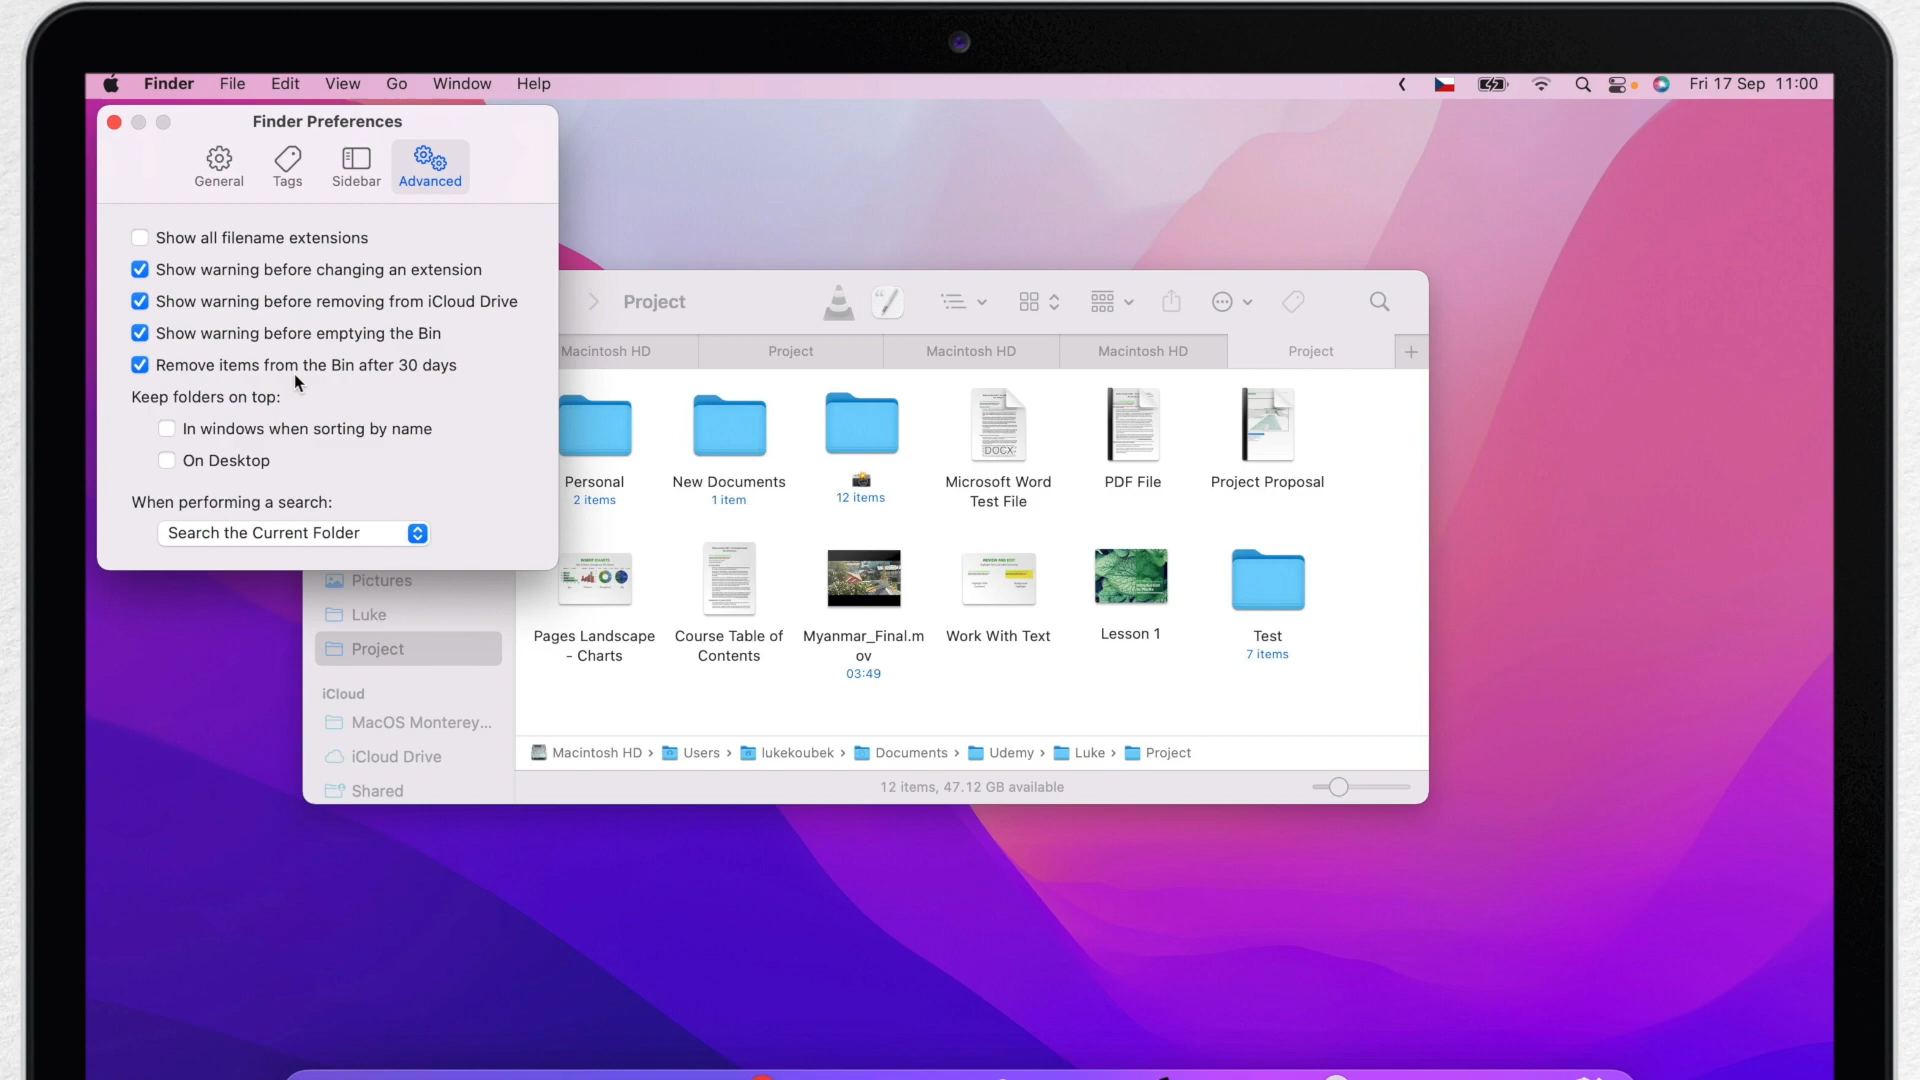 Finder File Edit View Go Window Help Fri 17 Sep 11:00
Finder Preferences
General Tags Sidebar Advanced
Show all filename extensions
Show warning before changing an extension
Show warning before removing from iCloud Drive
Show warning before emptying the Bin
Remove items from the Bin after 30 days
Keep folders on top:
In windows when sorting by name
On Desktop
When performing a search:
Search the Current Folder
Project
Macintosh HD Project Macintosh HD Macintosh HD Project
DOCX
Personal
2 items
New Documents
1 item
12 items
Microsoft Word
Test File
PDF File
Project Proposal
Pages Landscape
- Charts
Course Table of
Contents
Myanmar_Final.m
ov
03:49
Work With Text
Lesson 1
Test
7 items
Pictures
Luke
Project
iCloud
MacOS Monterey...
iCloud Drive
Shared
Macintosh HD › Users › lukekoubek › Documents › Udemy › Luke › Project
12 items, 47.12 GB available